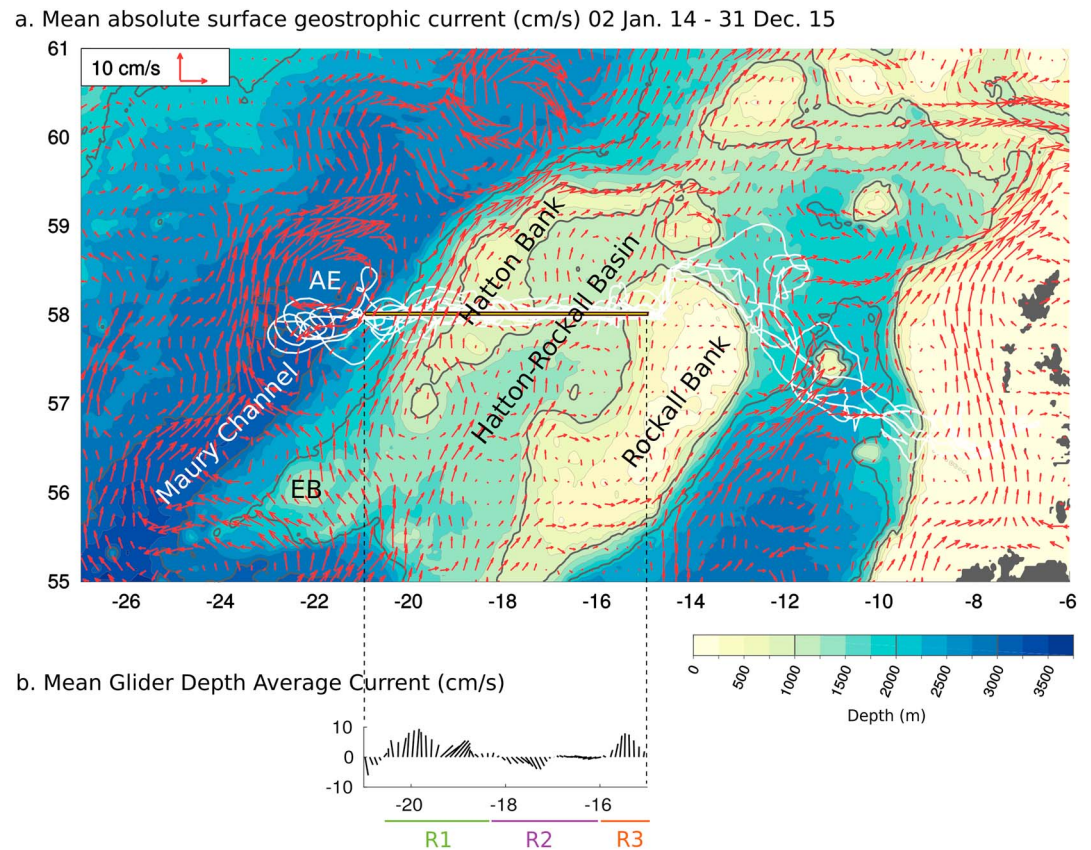 a. Mean absolute surface geostrophic current (cm/s) 02 Jan. 14 - 31 Dec. 15
61
10 cm/s
60
59
Hatton Bank
Hatton-Rockall Basin
AE
58
Rockall Bank
57
Maury Channel
56
EB
55
-26 -24 -22 -20 -18 -16 -14 -12 -10 -8 -6
0 500 1000 1500 2000 2500 3000 3500
Depth (m)
b. Mean Glider Depth Average Current (cm/s)
10
0
-10
-20 -18 -16
R1 R2 R3